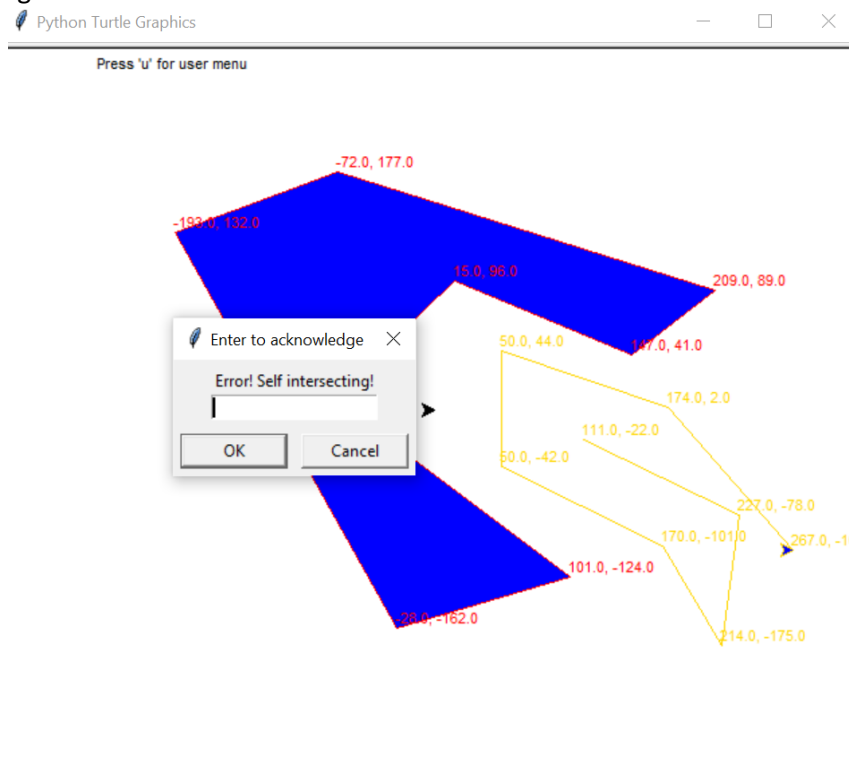 Python Turtle Graphics
Press 'u' for user menu
-72.0, 177.0
-193.0, 132.0
15.0, 96.0
209.0, 89.0
Enter to acknowledge
50.0, 44.0
147.0, 41.0
Error! Self intersecting!
174.0, 2.0
111.0, -22.0
OK
Cancel
50.0, -42.0
227.0, -78.0
170.0, -101.0
267.0,
101.0, -124.0
-28.0, -162.0
214.0, -175.0